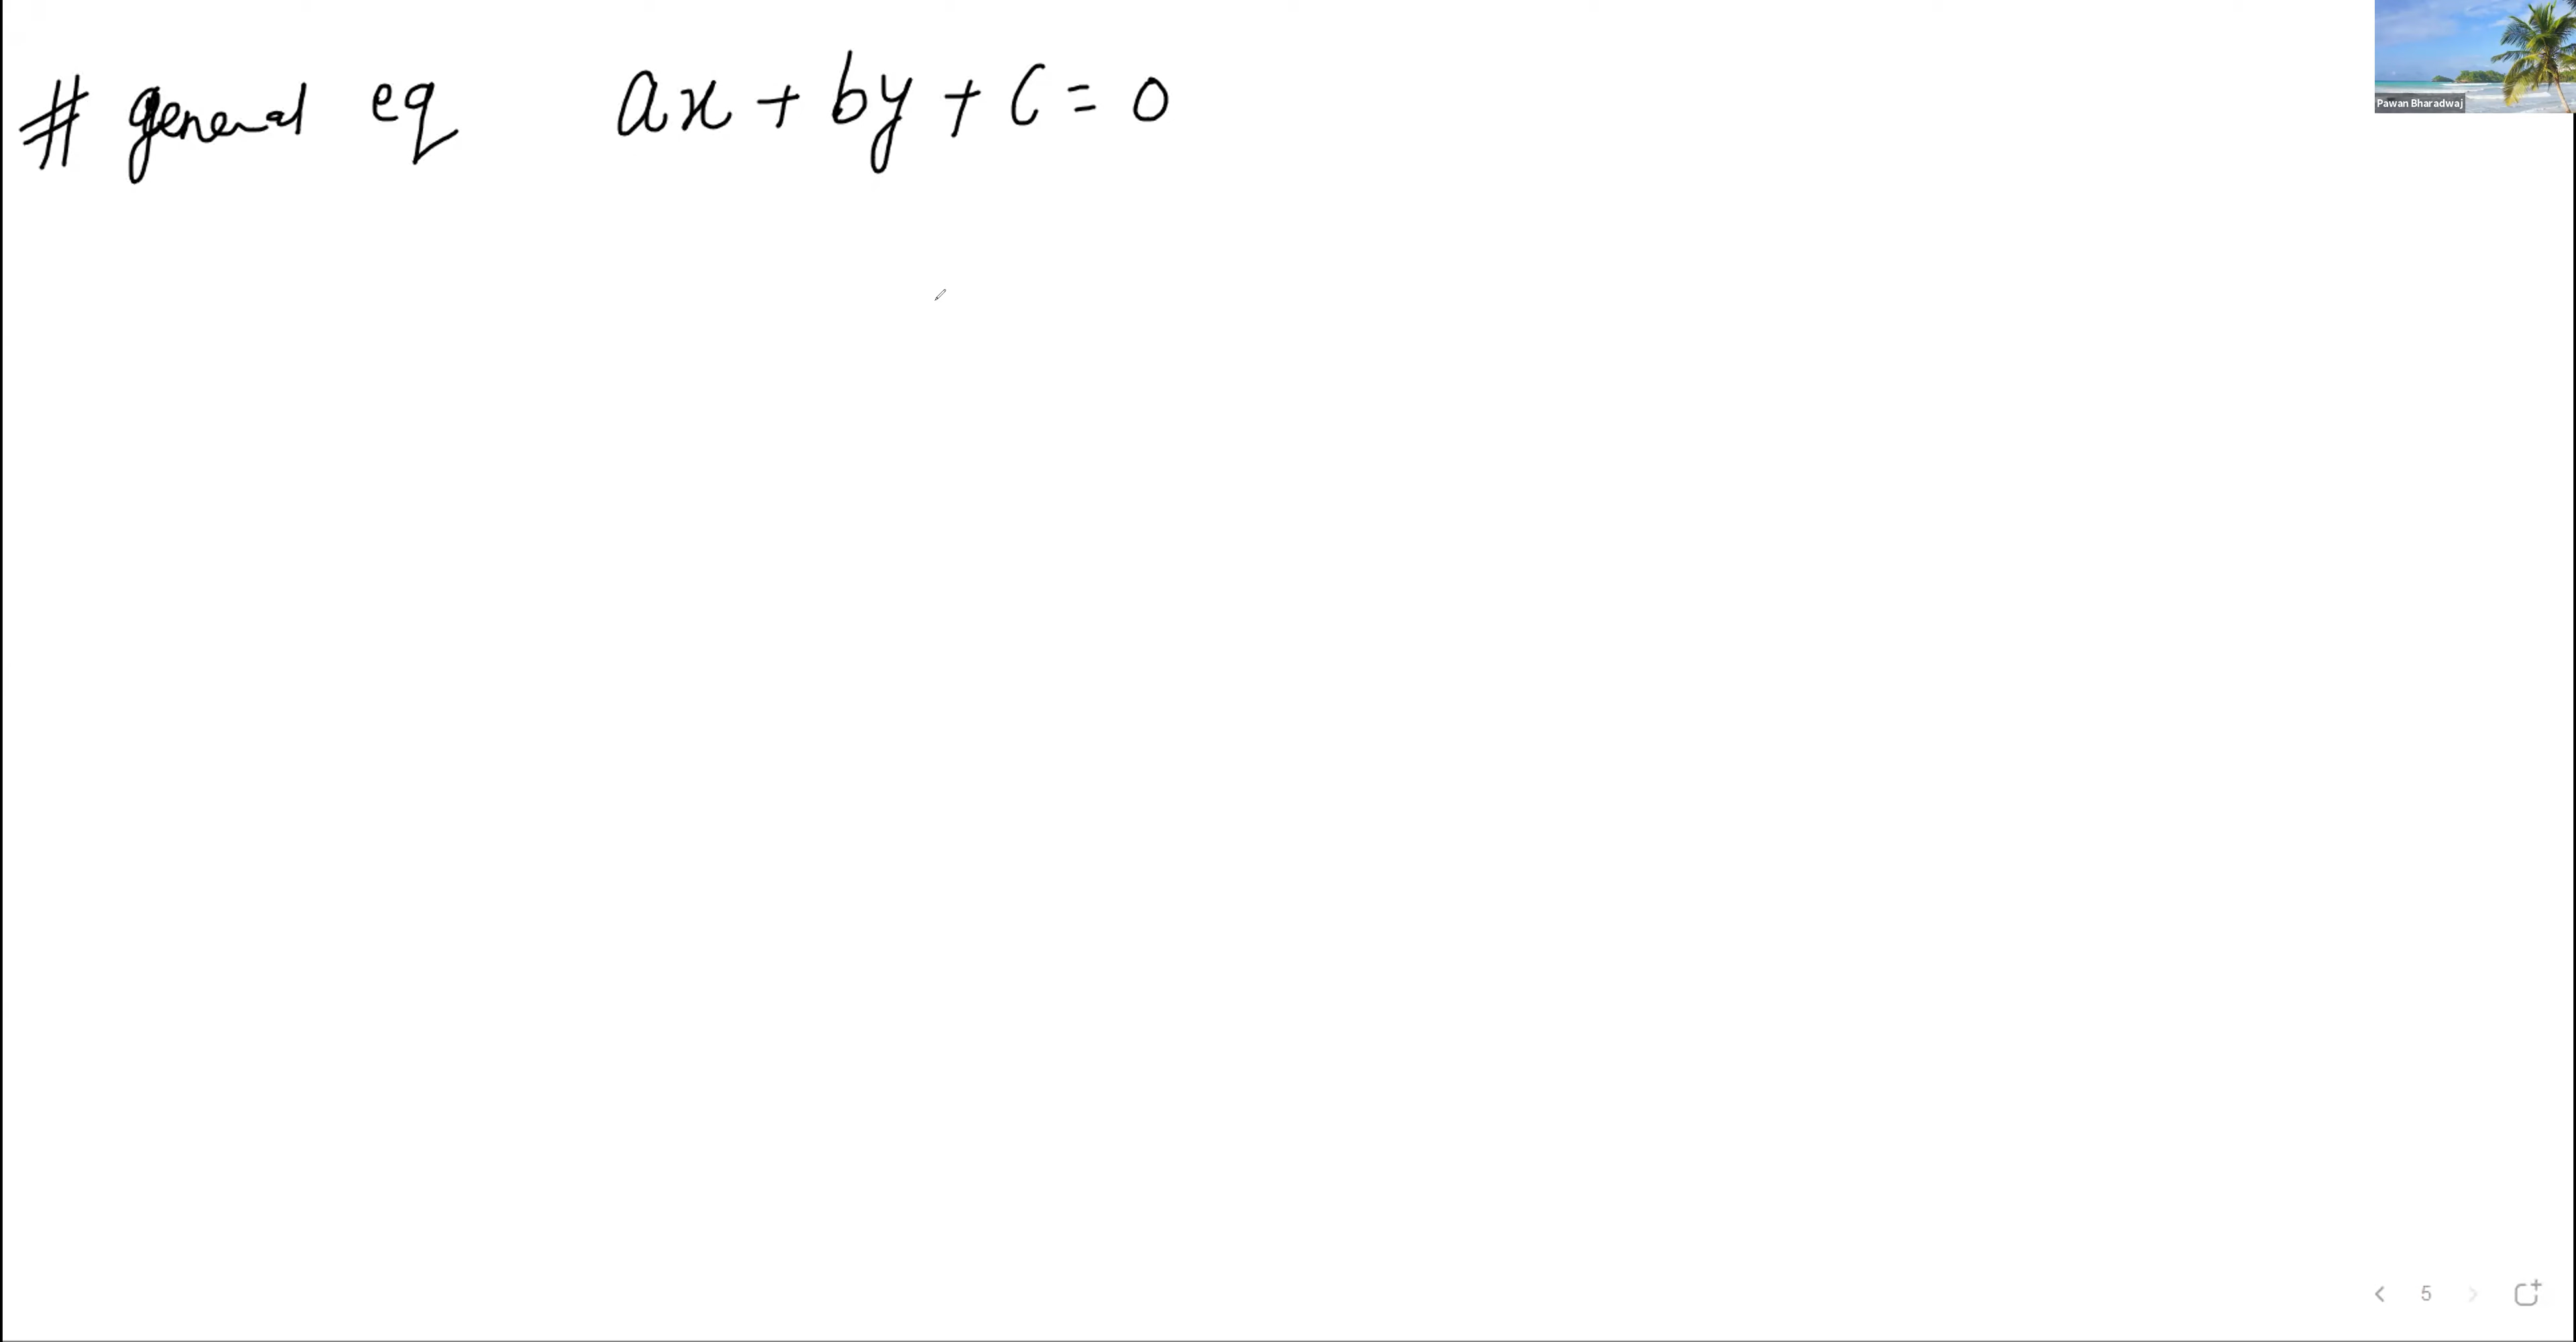 # general eq ax + by + c = 0
Pawan Bharadwaj
5